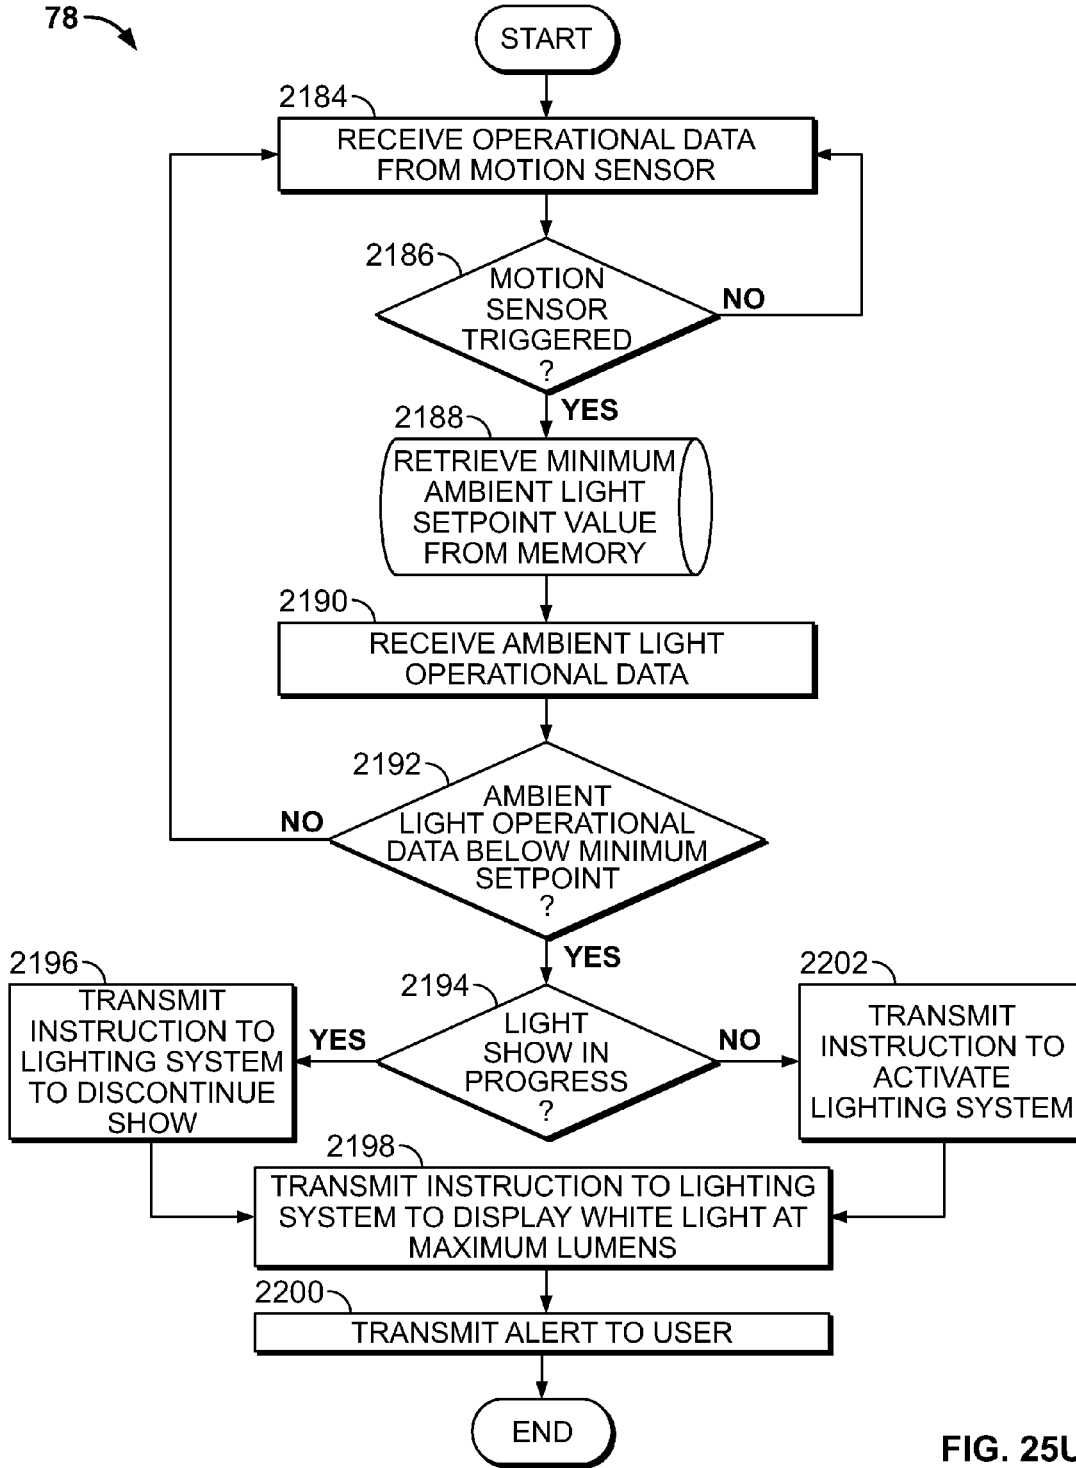 78
START
2184
RECEIVE OPERATIONAL DATA
FROM MOTION SENSOR
2186
MOTION
SENSOR
TRIGGERED
?
NO
YES
2188
RETRIEVE MINIMUM
AMBIENT LIGHT
SETPOINT VALUE
FROM MEMORY
2190
RECEIVE AMBIENT LIGHT
OPERATIONAL DATA
2192
AMBIENT
LIGHT OPERATIONAL
DATA BELOW MINIMUM
SETPOINT
?
NO
YES
2196
TRANSMIT
INSTRUCTION TO
LIGHTING SYSTEM
TO DISCONTINUE
SHOW
YES
2194
LIGHT
SHOW IN
PROGRESS
?
NO
2202
TRANSMIT
INSTRUCTION TO
ACTIVATE
LIGHTING SYSTEM
2198
TRANSMIT INSTRUCTION TO LIGHTING
SYSTEM TO DISPLAY WHITE LIGHT AT
MAXIMUM LUMENS
2200
TRANSMIT ALERT TO USER
END
FIG. 25U